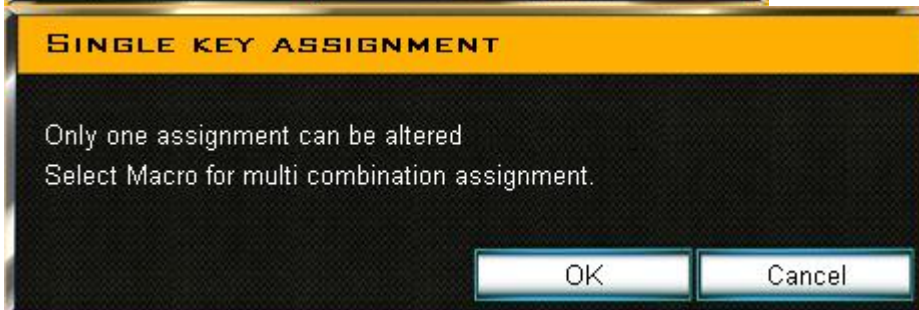 SINGLE KEY ASSIGNMENT
Only one assignment can be altered
Select Macro for multi combination assignment.
OK
Cancel